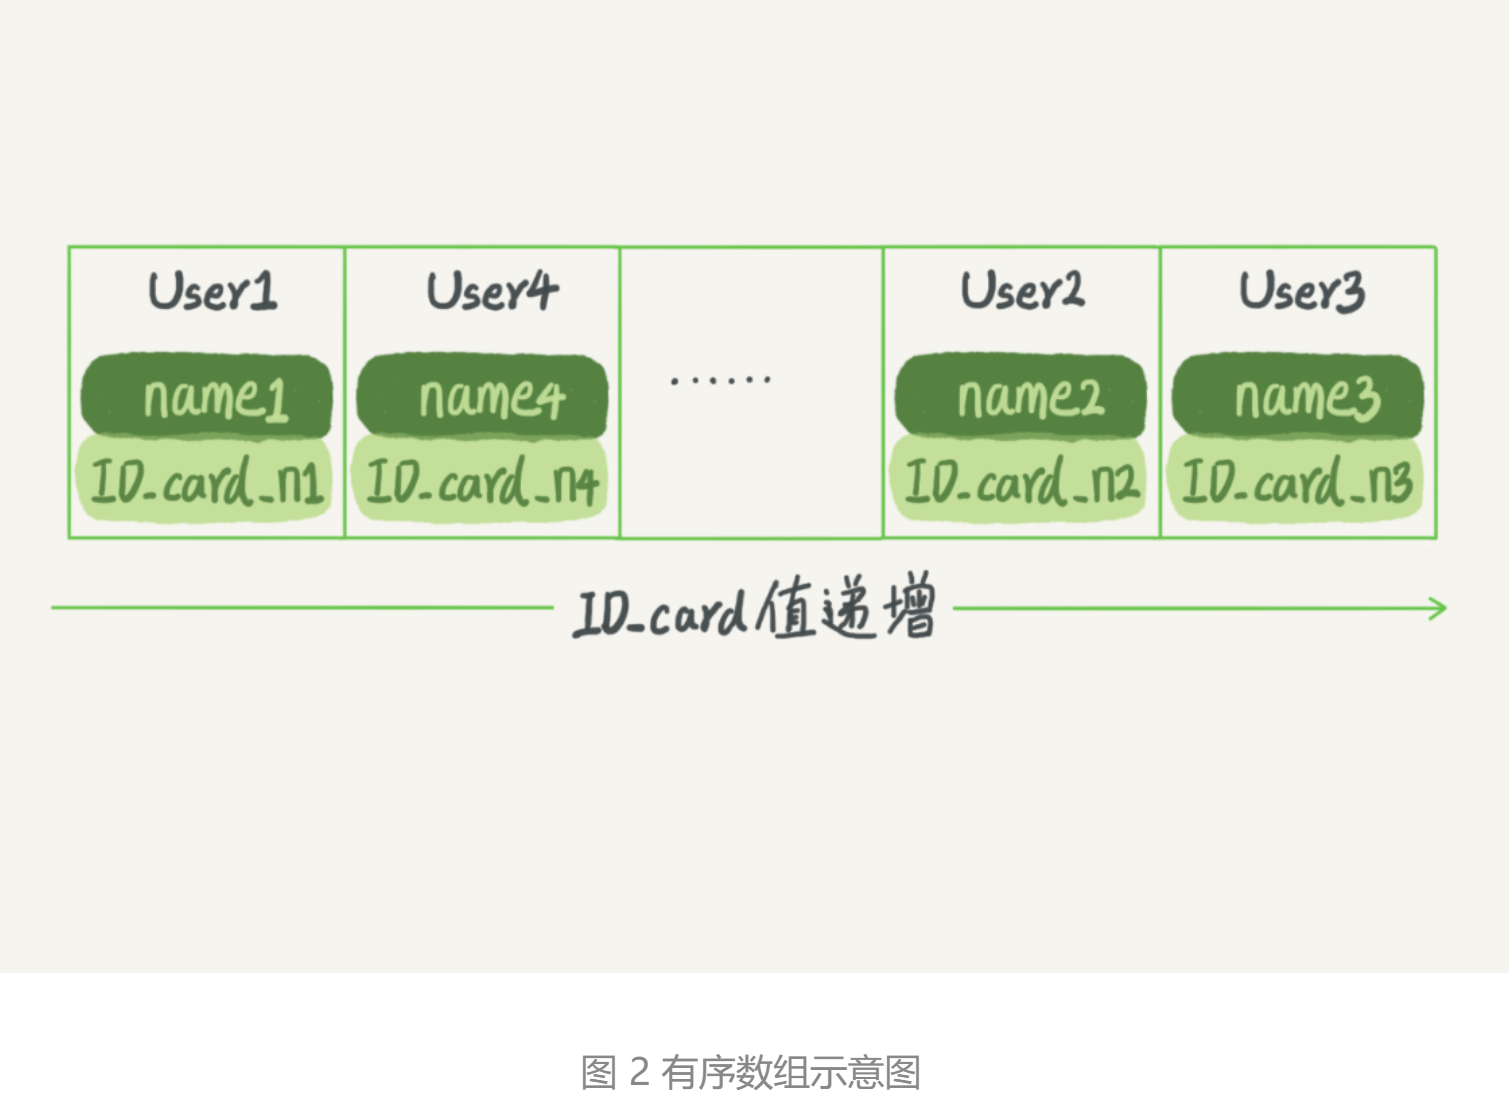 User1 User4 User2 User3
name1 name4 ...... name2 name3
ID_card_n1 ID_card_n4 ID_card_n2 ID_card_n3
ID_card值递增
图 2 有序数组示意图